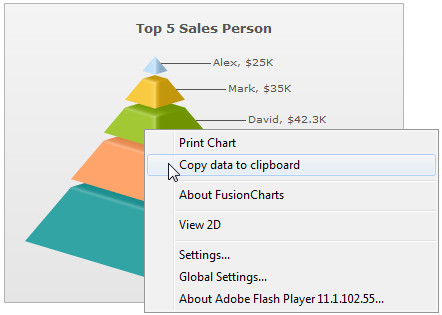 Top 5 Sales Person
Alex, $25K
Mark, $35K
David, $42.3K
Print Chart
Copy data to clipboard
About FusionCharts
View 2D
Settings...
Global Settings...
About Adobe Flash Player 11.1.102.55...